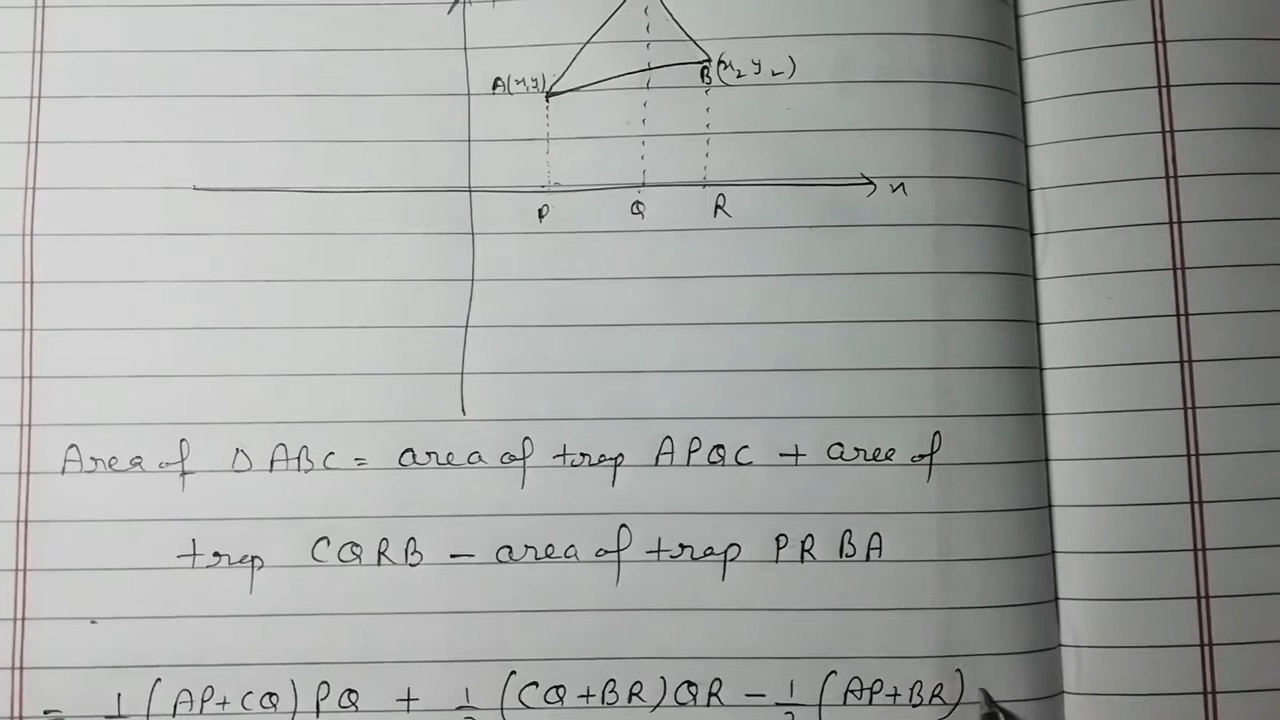 A(x,y,)
B(x₂ y₂)
x
P Q R
Area of △ ABC = area of trap APQC + aree of
trap CQRB – area of trap PRBA
= 1/2 (AP+CQ) PQ + 1/2 (CQ+BR) QR – 1/2 (AP+BR)